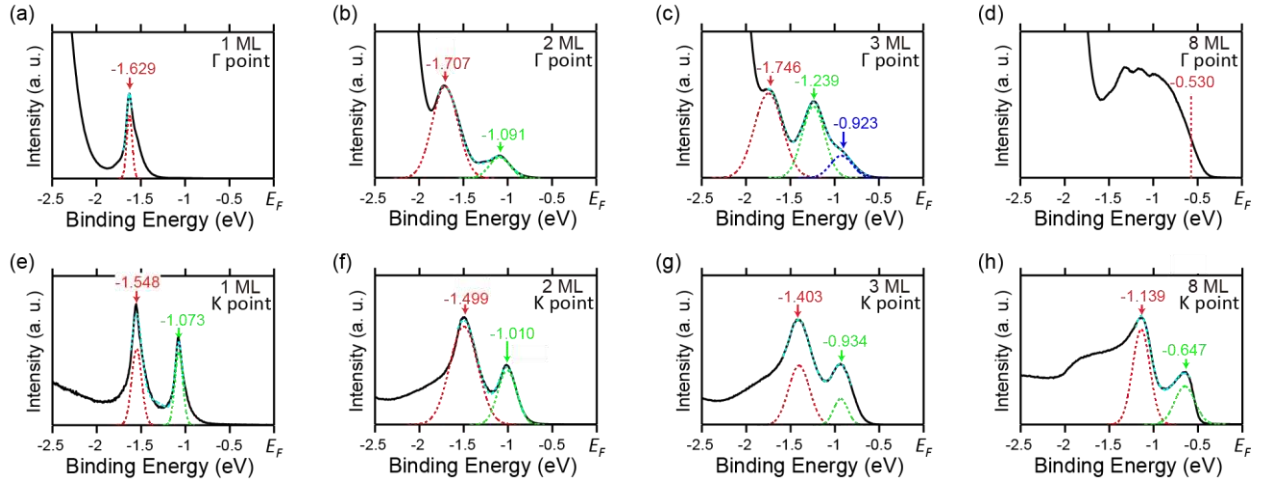 (a)
1 ML
Γ point
-1.629
Intensity (a. u.)
-2.5 -2 -1.5 -1 -0.5 E_F
Binding Energy (eV)
(b)
2 ML
Γ point
-1.707
-1.091
Intensity (a. u.)
-2.5 -2 -1.5 -1 -0.5 E_F
Binding Energy (eV)
(c)
3 ML
Γ point
-1.746
-1.239
-0.923
Intensity (a. u.)
-2.5 -2 -1.5 -1 -0.5 E_F
Binding Energy (eV)
(d)
8 ML
Γ point
-0.530
Intensity (a. u.)
-2.5 -2 -1.5 -1 -0.5 E_F
Binding Energy (eV)
(e)
1 ML
K point
-1.548
-1.073
Intensity (a. u.)
-2.5 -2 -1.5 -1 -0.5 E_F
Binding Energy (eV)
(f)
2 ML
K point
-1.499
-1.010
Intensity (a. u.)
-2.5 -2 -1.5 -1 -0.5 E_F
Binding Energy (eV)
(g)
3 ML
K point
-1.403
-0.934
Intensity (a. u.)
-2.5 -2 -1.5 -1 -0.5 E_F
Binding Energy (eV)
(h)
8 ML
K point
-1.139
-0.647
Intensity (a. u.)
-2.5 -2 -1.5 -1 -0.5 E_F
Binding Energy (eV)